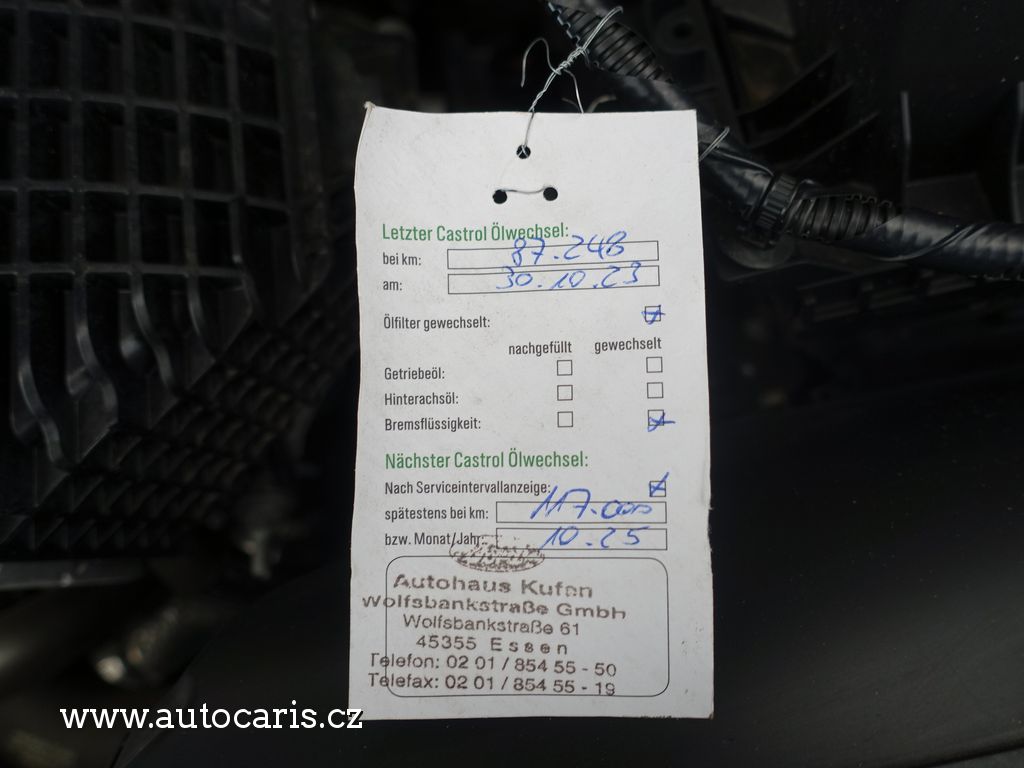 Letzter Castrol Ölwechsel:
bei km: 87.248
am: 30.10.23
Ölfilter gewechselt:
nachgefüllt gewechselt
Getriebeöl:
Hinterachsöl:
Bremsflüssigkeit:
Nächster Castrol Ölwechsel:
Nach Serviceintervallanzeige:
spätestens bei km: 117.000
bzw. Monat/Jahr: 10.25
Autohaus Kufen
Wolfsbankstraße GmbH
Wolfsbankstraße 61
45355 Essen
Telefon: 02 01 / 854 55 - 50
Telefax: 02 01 / 854 55 - 19
www.autocaris.cz